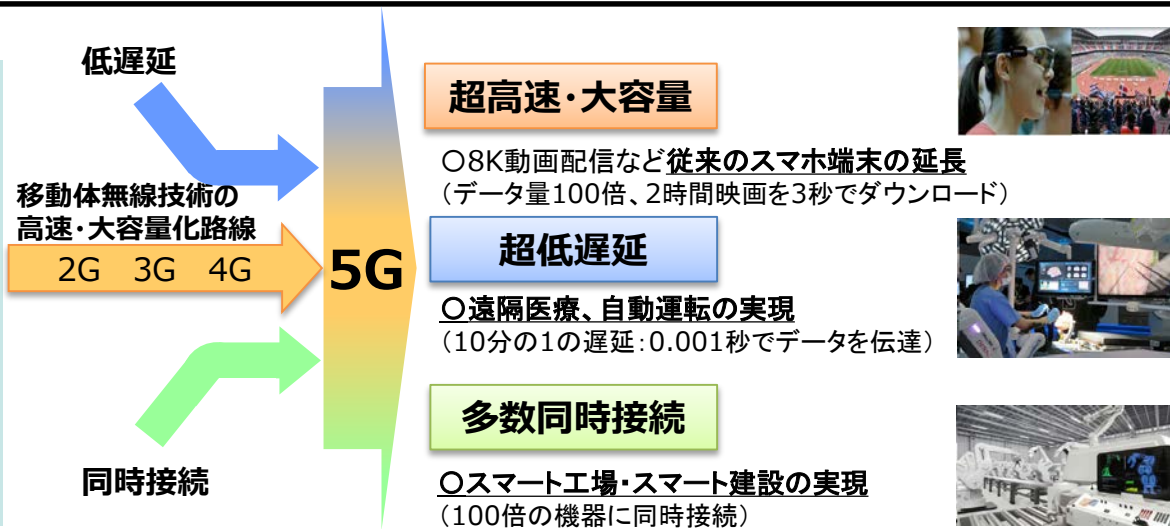 低遅延
移動体無線技術の
高速・大容量化路線
2G 3G 4G
同時接続
5G
超高速・大容量
○8K動画配信など従来のスマホ端末の延長
（データ量100倍、2時間映画を3秒でダウンロード）
超低遅延
○遠隔医療、自動運転の実現
（10分の1の遅延：0.001秒でデータを伝達）
多数同時接続
○スマート工場・スマート建設の実現
（100倍の機器に同時接続）